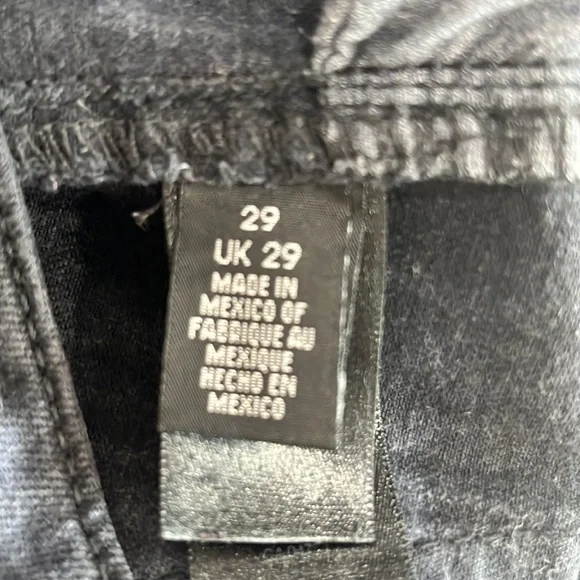 29
UK 29
MADE IN
MEXICO OF
FABRIQUE AU
MEXIQUE
HECHO EN
MEXICO